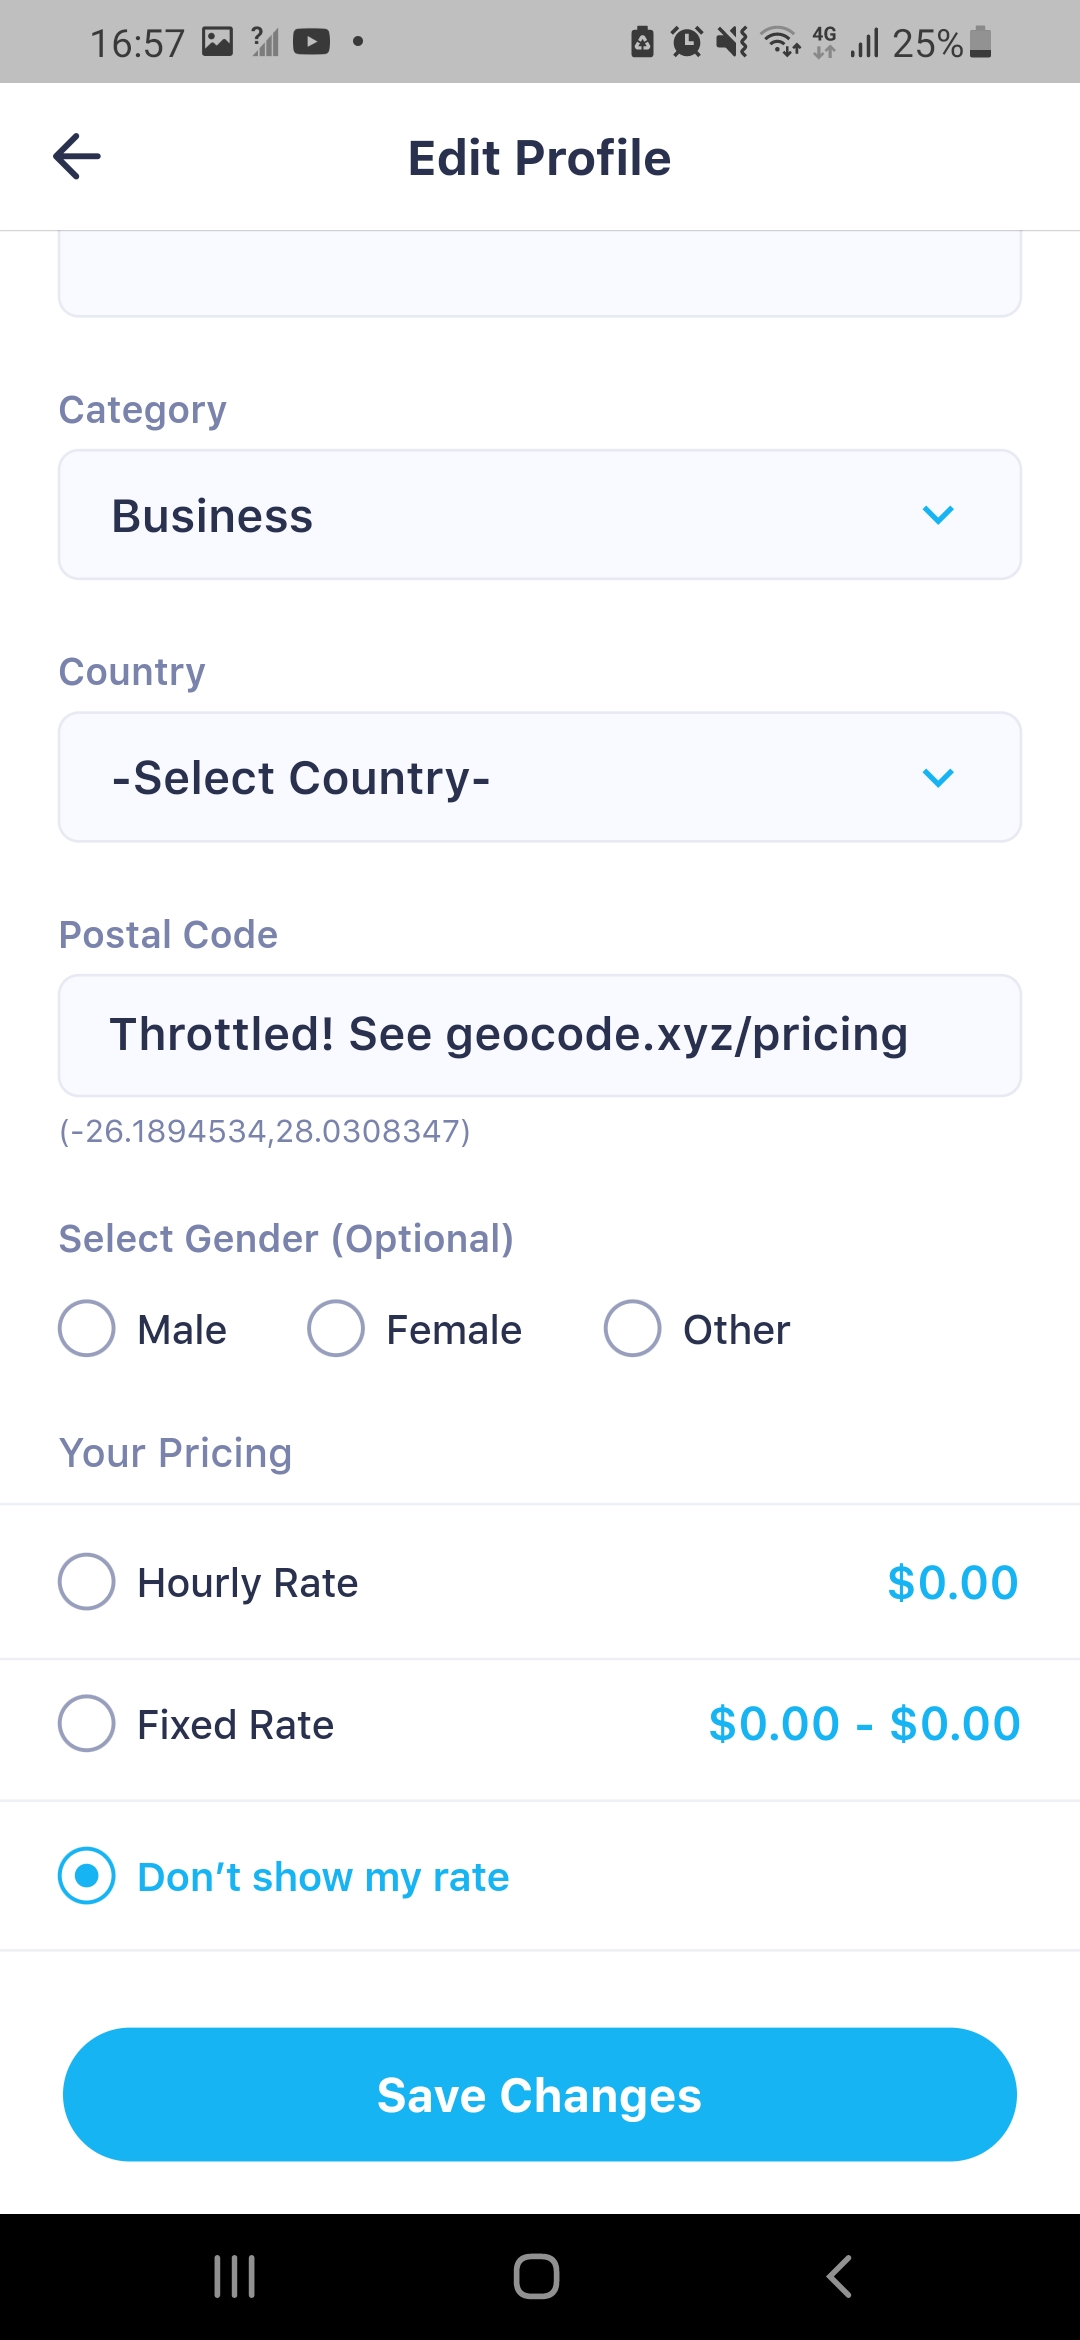 16:57 ? 4G 25%
Edit Profile
Category
Business
Country
-Select Country-
Postal Code
Throttled! See geocode.xyz/pricing
(-26.1894534,28.0308347)
Select Gender (Optional)
Male Female Other
Your Pricing
Hourly Rate $0.00
Fixed Rate $0.00 - $0.00
Don’t show my rate
Save Changes